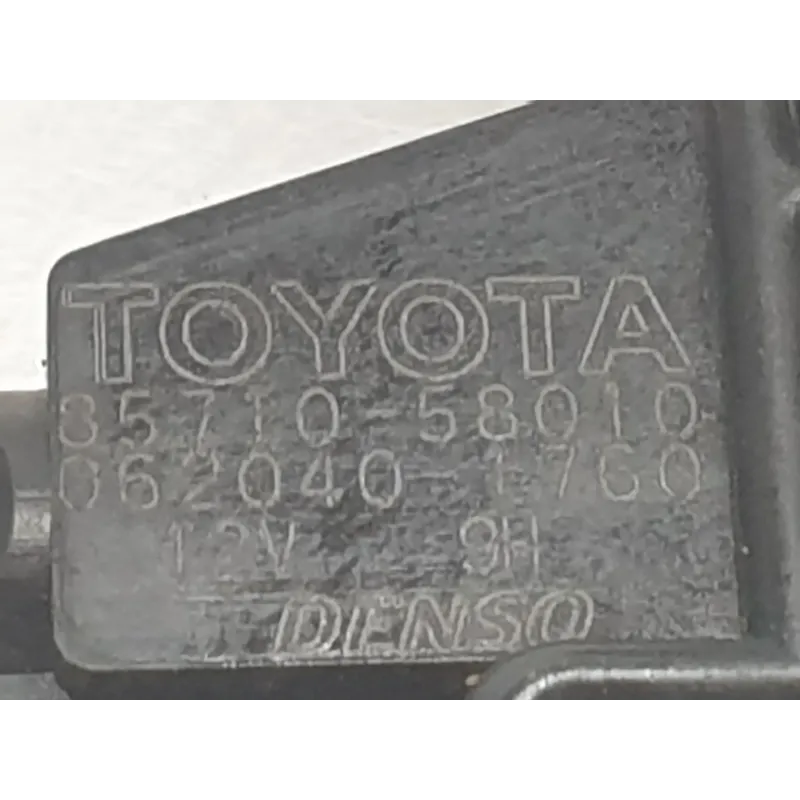 TOYOTA
85710-58010
062040-1760
12V 9H
DENSO